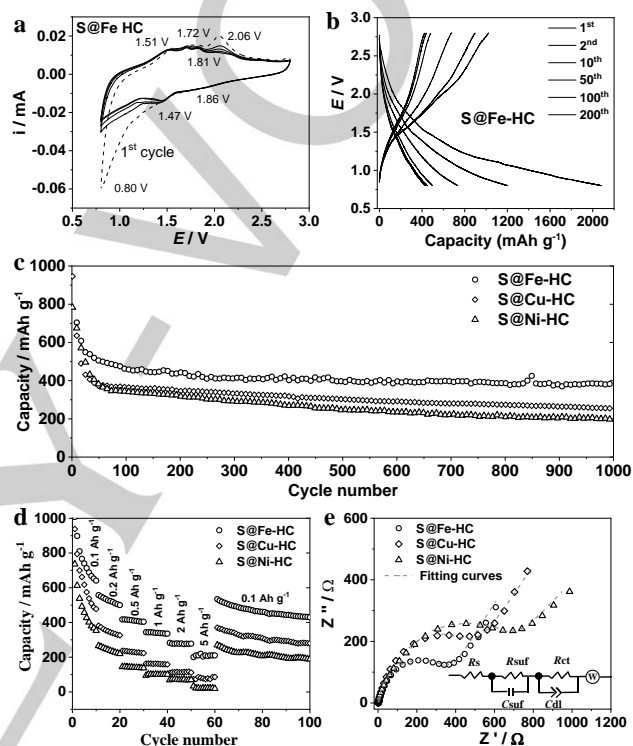 a
S@Fe HC
1.51 V
1.72 V
2.06 V
1.81 V
1.86 V
1.47 V
1st cycle
0.80 V
0.02
0.00
-0.02
-0.04
-0.06
i / mA
0.5 1.0 1.5 2.0 2.5 3.0
E / V
b
1st
2nd
10th
50th
100th
200th
S@Fe-HC
3.0
2.5
2.0
1.5
1.0
0.5
E / V
0 400 800 1200 1600 2000
Capacity (mAh g-1)
c
S@Fe-HC
S@Cu-HC
S@Ni-HC
1000
800
600
400
200
0
Capacity / mAh g-1
0 100 200 300 400 500 600 700 800 900 1000
Cycle number
d
S@Fe-HC
S@Cu-HC
S@Ni-HC
0.1 Ah g-1
0.2 Ah g-1
0.5 Ah g-1
1 Ah g-1
2 Ah g-1
5 Ah g-1
0.1 Ah g-1
1000
800
600
400
200
0
Capacity / mAh g-1
0 20 40 60 80 100
Cycle number
e
S@Fe-HC
S@Cu-HC
S@Ni-HC
Fitting curves
Rs Rsuf Rct
W
Csuf Cdl
600
400
200
0
Z '' / Ω
0 200 400 600 800 1000 1200
Z ' / Ω